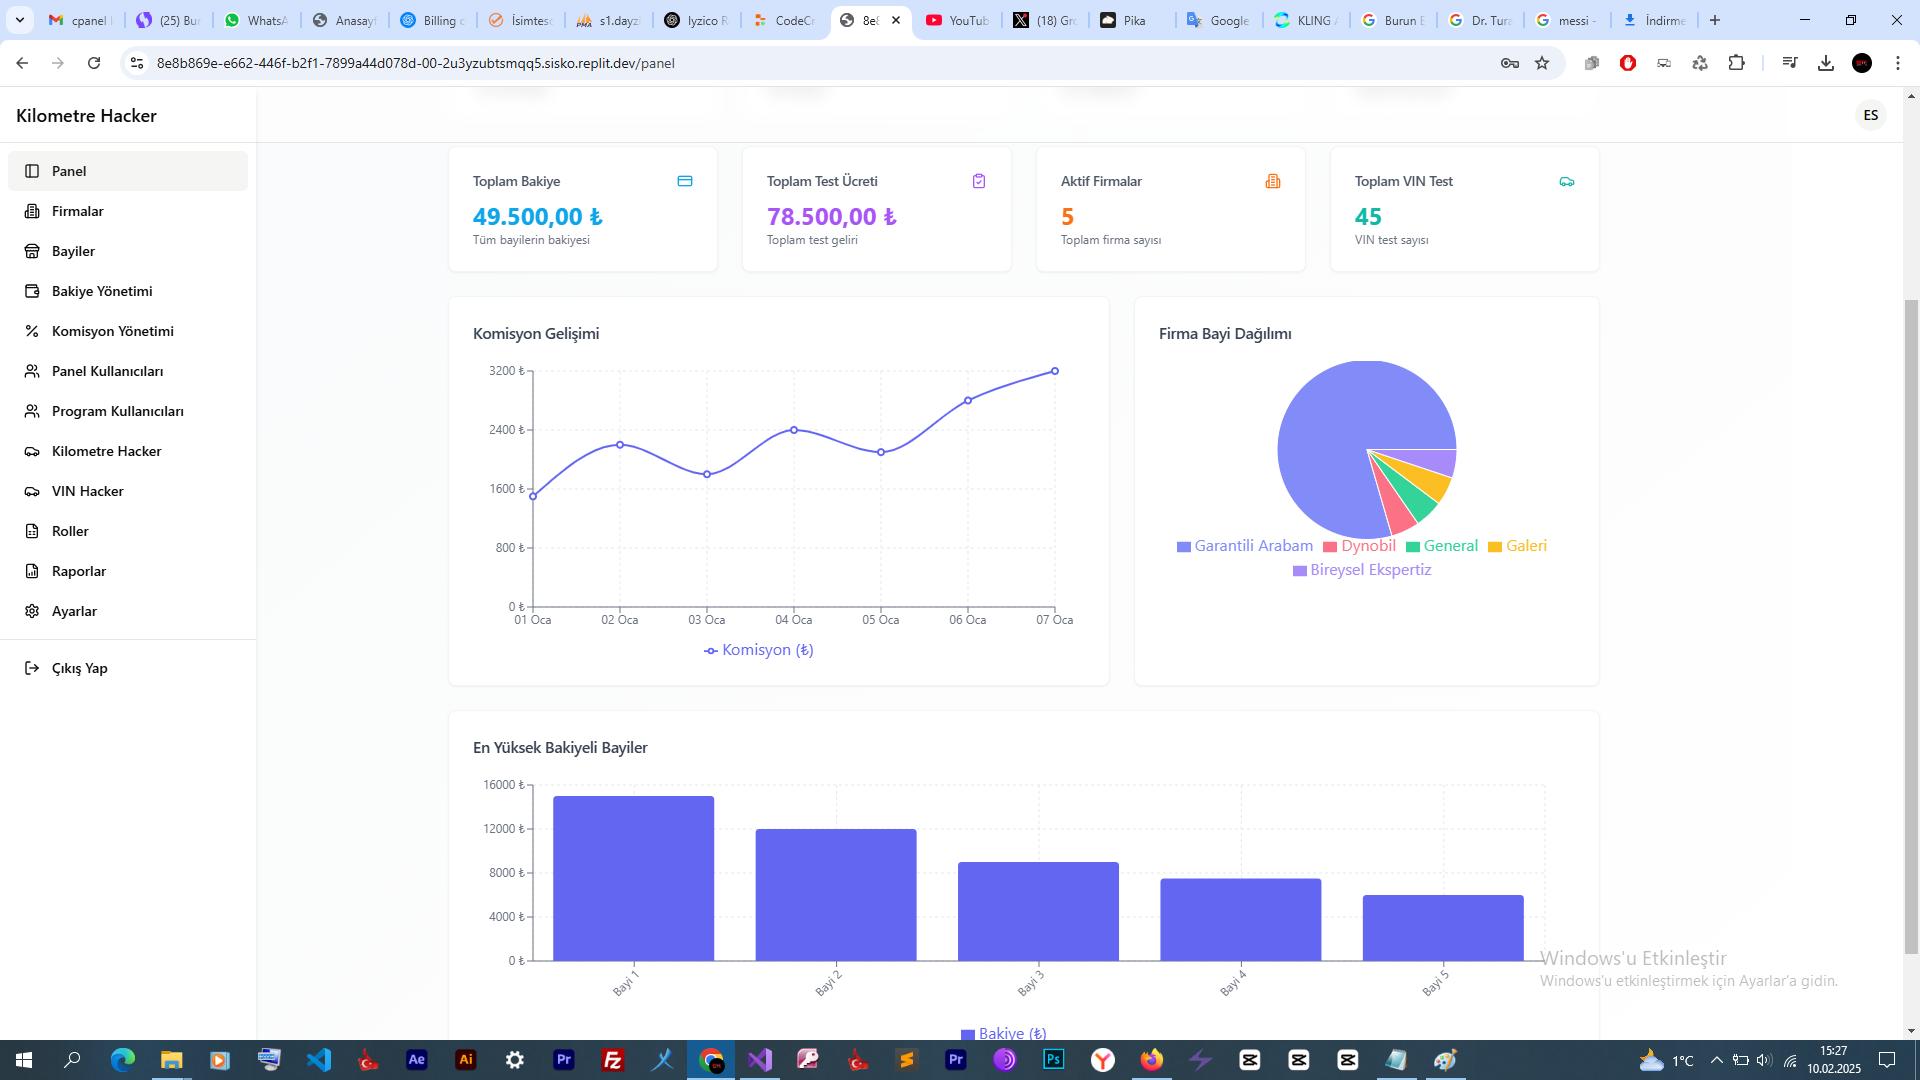 cpanel
(25) Bu
WhatsA
Anasayf
Billing c
İsimtesc
s1.dayzi
Iyzico R
CodeCr
8e8
YouTub
(18) Gro
Pika
Google
KLING A
Burun E
Dr. Tura
messi -
İndirme
8e8b869e-e662-446f-b2f1-7899a44d078d-00-2u3yzubtsmqq5.sisko.replit.dev/panel
Kilometre Hacker
ES
Panel
Firmalar
Bayiler
Bakiye Yönetimi
Komisyon Yönetimi
Panel Kullanıcıları
Program Kullanıcıları
Kilometre Hacker
VIN Hacker
Roller
Raporlar
Ayarlar
Çıkış Yap
Toplam Bakiye
49.500,00 ₺
Tüm bayilerin bakiyesi
Toplam Test Ücreti
78.500,00 ₺
Toplam test geliri
Aktif Firmalar
5
Toplam firma sayısı
Toplam VIN Test
45
VIN test sayısı
Komisyon Gelişimi
3200 ₺
2400 ₺
1600 ₺
800 ₺
0 ₺
01 Oca 02 Oca 03 Oca 04 Oca 05 Oca 06 Oca 07 Oca
Komisyon (₺)
Firma Bayi Dağılımı
Garantili Arabam Dynobil General Galeri
Bireysel Ekspertiz
En Yüksek Bakiyeli Bayiler
16000 ₺
12000 ₺
8000 ₺
4000 ₺
0 ₺
Bayi 1 Bayi 2 Bayi 3 Bayi 4 Bayi 5
Bakiye (₺)
Windows'u Etkinleştir
Windows'u etkinleştirmek için Ayarlar'a gidin.
1°C
15:27
10.02.2025